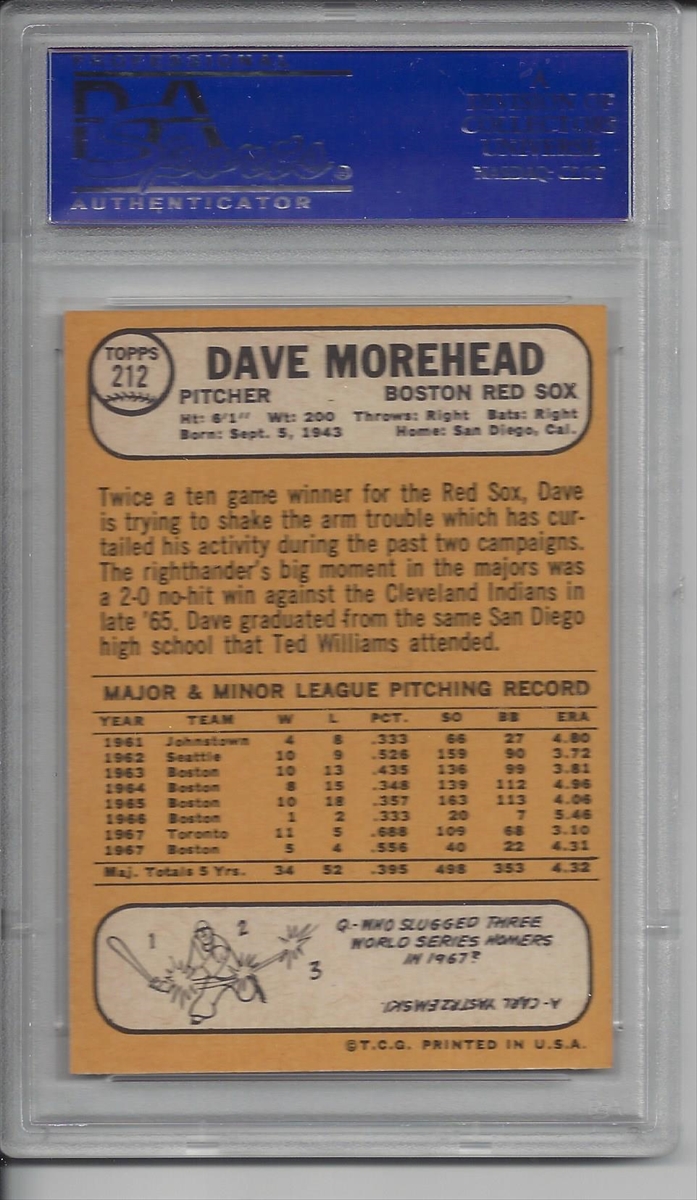 PROFESSIONAL
PSA
Sports®
AUTHENTICATOR
A
DIVISION OF
COLLECTORS
UNIVERSE
NASDAQ: CLCT
TOPPS
212
DAVE MOREHEAD
PITCHER BOSTON RED SOX
Ht: 6'1" Wt: 200 Throws: Right Bats: Right
Born: Sept. 5, 1943 Home: San Diego, Cal.
Twice a ten game winner for the Red Sox, Dave
is trying to shake the arm trouble which has cur-
tailed his activity during the past two campaigns.
The righthander's big moment in the majors was
a 2-0 no-hit win against the Cleveland Indians in
late '65. Dave graduated from the same San Diego
high school that Ted Williams attended.
MAJOR & MINOR LEAGUE PITCHING RECORD
YEAR TEAM W L PCT. SO BB ERA
1961 Johnstown 4 8 .333 66 27 4.80
1962 Seattle 10 9 .526 159 90 3.72
1963 Boston 10 13 .435 136 99 3.81
1964 Boston 8 15 .348 139 112 4.96
1965 Boston 10 18 .357 163 113 4.06
1966 Boston 1 2 .333 20 7 5.46
1967 Toronto 11 5 .688 109 68 3.10
1967 Boston 5 4 .556 40 22 4.31
Maj. Totals 5 Yrs. 34 52 .395 498 353 4.32
1 2 3
Q.-WHO SLUGGED THREE
WORLD SERIES HOMERS
IN 1967?
A-CARL YASTRZEMSKI.
©T.C.G. PRINTED IN U.S.A.